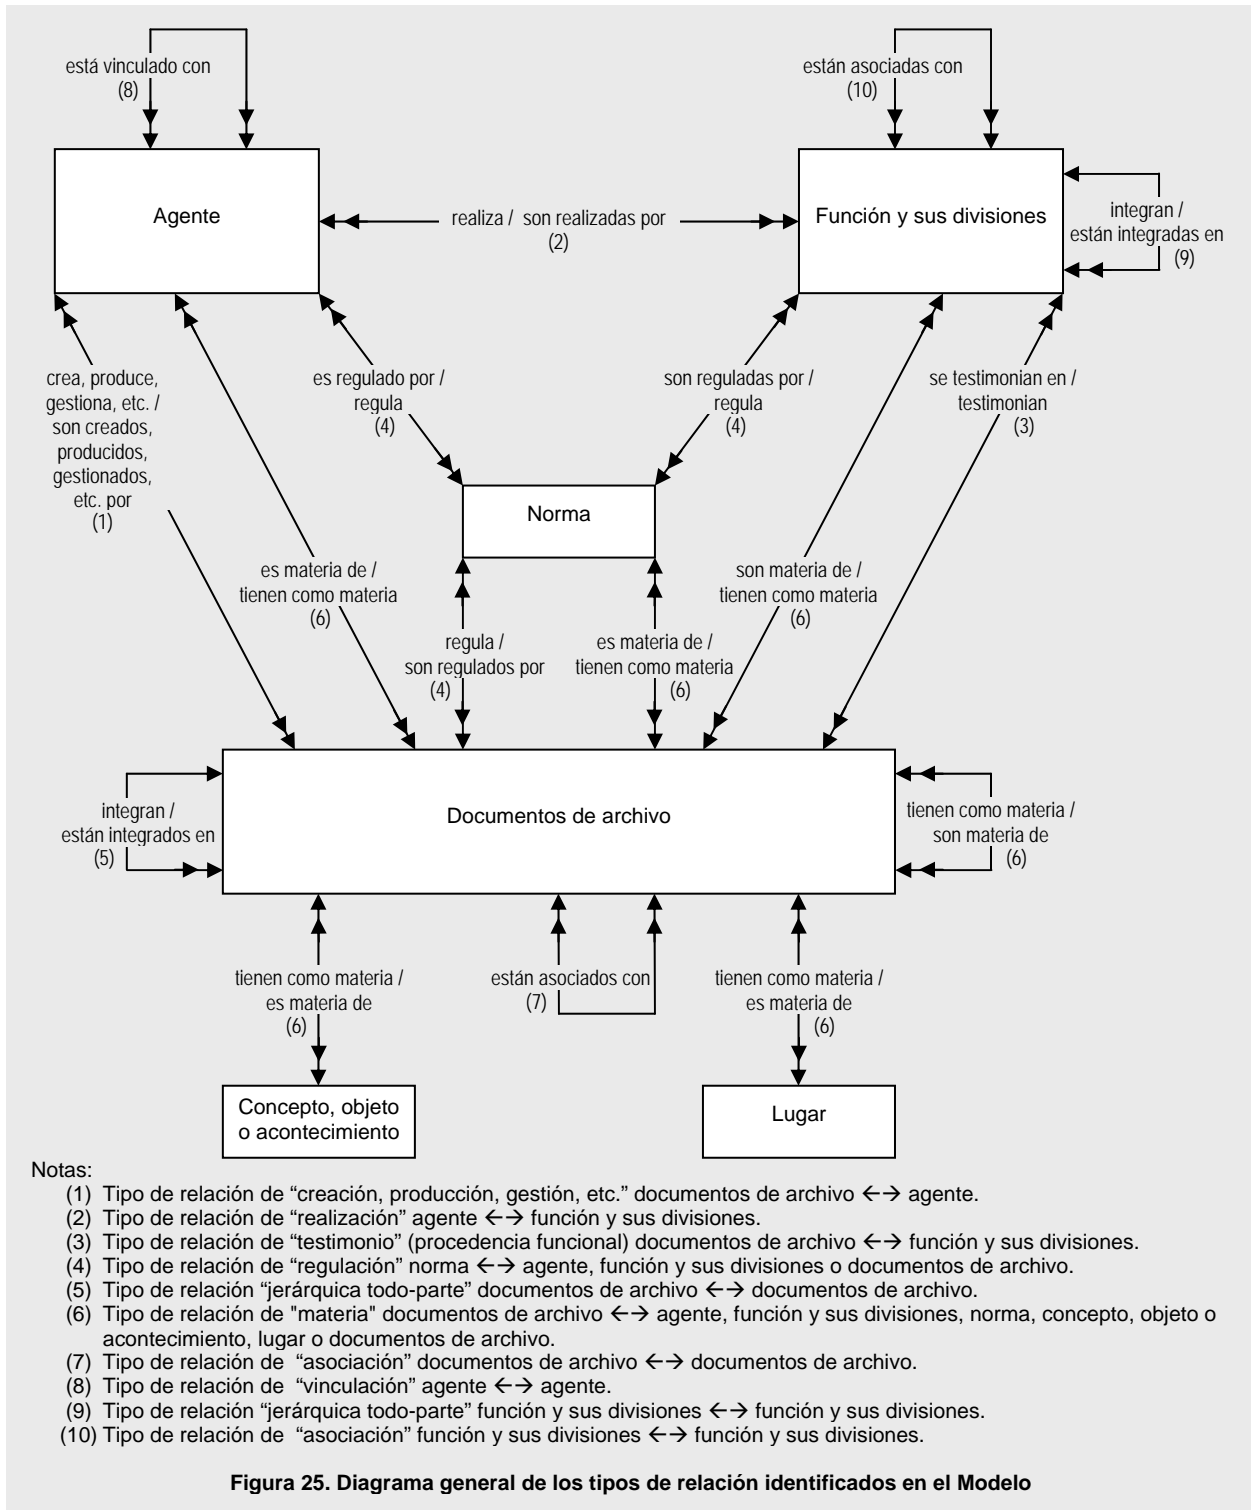 está vinculado con
(8)
están asociadas con
(10)
Agente
realiza / son realizadas por
(2)
Función y sus divisiones
integran /
están integradas en
(9)
crea, produce,
gestiona, etc. /
son creados,
producidos,
gestionados,
etc. por
(1)
es regulado por /
regula
(4)
son reguladas por /
regula
(4)
se testimonian en /
testimonian
(3)
Norma
es materia de /
tienen como materia
(6)
regula /
son regulados por
(4)
es materia de /
tienen como materia
(6)
son materia de /
tienen como materia
(6)
integran /
están integrados en
(5)
Documentos de archivo
tienen como materia /
son materia de
(6)
tienen como materia /
es materia de
(6)
están asociados con
(7)
tienen como materia /
es materia de
(6)
Concepto, objeto
o acontecimiento
Lugar
Notas:
(1) Tipo de relación de “creación, producción, gestión, etc.” documentos de archivo ←→ agente.
(2) Tipo de relación de “realización” agente ←→ función y sus divisiones.
(3) Tipo de relación de “testimonio” (procedencia funcional) documentos de archivo ←→ función y sus divisiones.
(4) Tipo de relación de “regulación” norma ←→ agente, función y sus divisiones o documentos de archivo.
(5) Tipo de relación “jerárquica todo-parte” documentos de archivo ←→ documentos de archivo.
(6) Tipo de relación de "materia" documentos de archivo ←→ agente, función y sus divisiones, norma, concepto, objeto o
acontecimiento, lugar o documentos de archivo.
(7) Tipo de relación de “asociación” documentos de archivo ←→ documentos de archivo.
(8) Tipo de relación de “vinculación” agente ←→ agente.
(9) Tipo de relación “jerárquica todo-parte” función y sus divisiones ←→ función y sus divisiones.
(10) Tipo de relación de “asociación” función y sus divisiones ←→ función y sus divisiones.
Figura 25. Diagrama general de los tipos de relación identificados en el Modelo